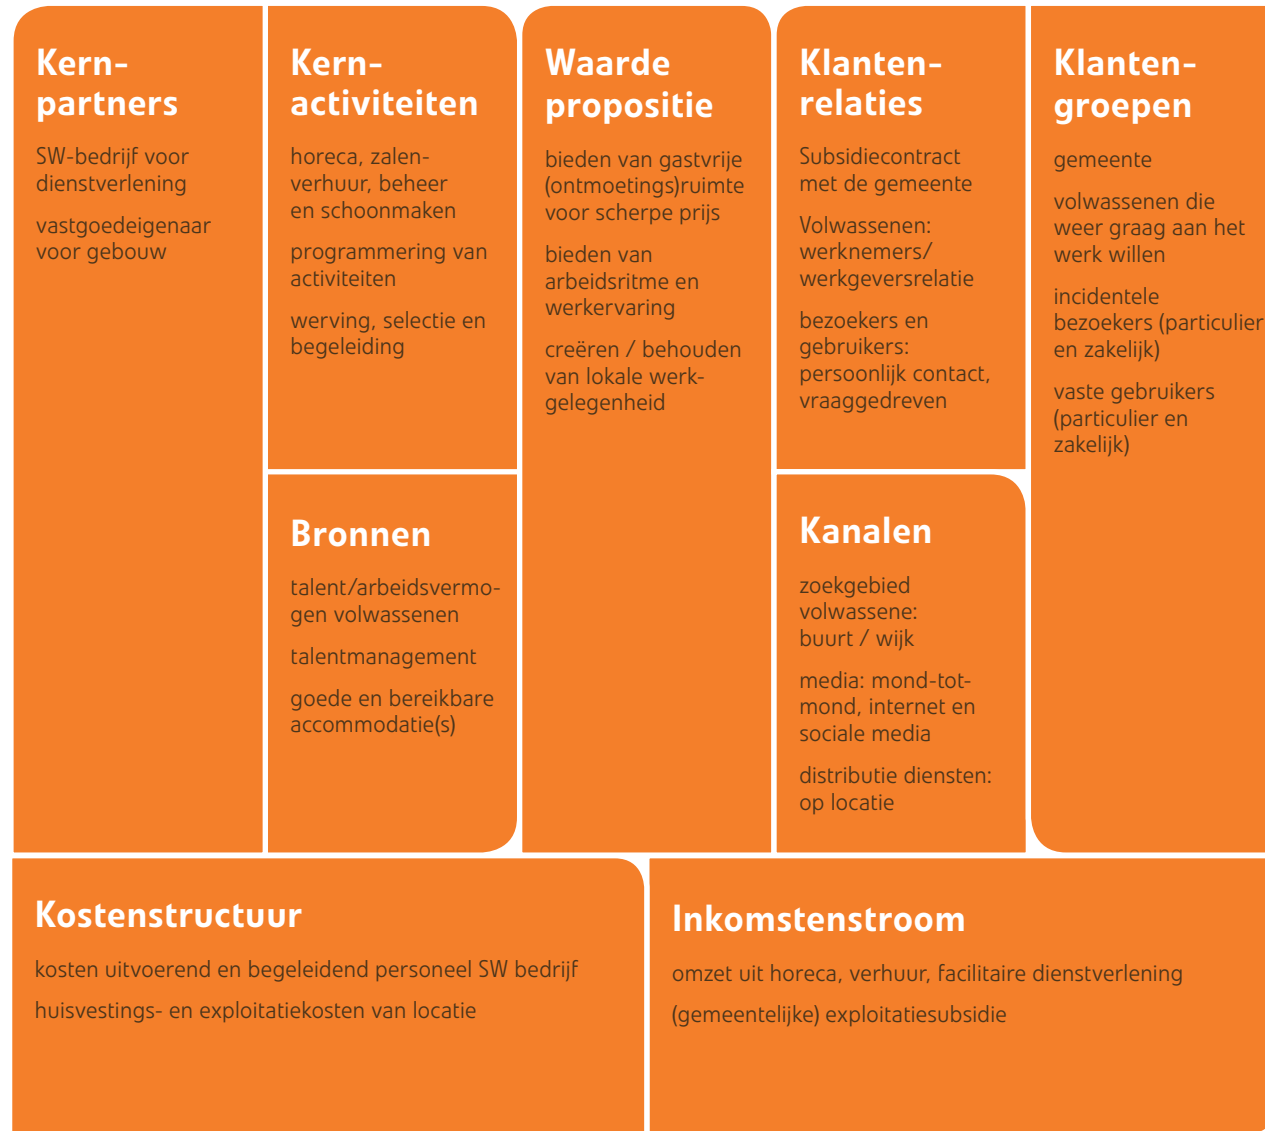 Kern-
partners
SW-bedrijf voor
dienstverlening
vastgoedeigenaar
voor gebouw
Kern-
activiteiten
horeca, zalen-
verhuur, beheer
en schoonmaken
programmering van
activiteiten
werving, selectie en
begeleiding
Bronnen
talent/arbeidsvermo-
gen volwassenen
talentmanagement
goede en bereikbare
accommodatie(s)
Waarde
propositie
bieden van gastvrije
(ontmoetings)ruimte
voor scherpe prijs
bieden van
arbeidsritme en
werkervaring
creëren / behouden
van lokale werk-
gelegenheid
Klanten-
relaties
Subsidiecontract
met de gemeente
Volwassenen:
werknemers/
werkgeversrelatie
bezoekers en
gebruikers:
persoonlijk contact,
vraaggedreven
Kanalen
zoekgebied
volwassene:
buurt / wijk
media: mond-tot-
mond, internet en
sociale media
distributie diensten:
op locatie
Klanten-
groepen
gemeente
volwassenen die
weer graag aan het
werk willen
incidentele
bezoekers (particulier
en zakelijk)
vaste gebruikers
(particulier en
zakelijk)
Kostenstructuur
kosten uitvoerend en begeleidend personeel SW bedrijf
huisvestings- en exploitatiekosten van locatie
Inkomstenstroom
omzet uit horeca, verhuur, facilitaire dienstverlening
(gemeentelijke) exploitatiesubsidie